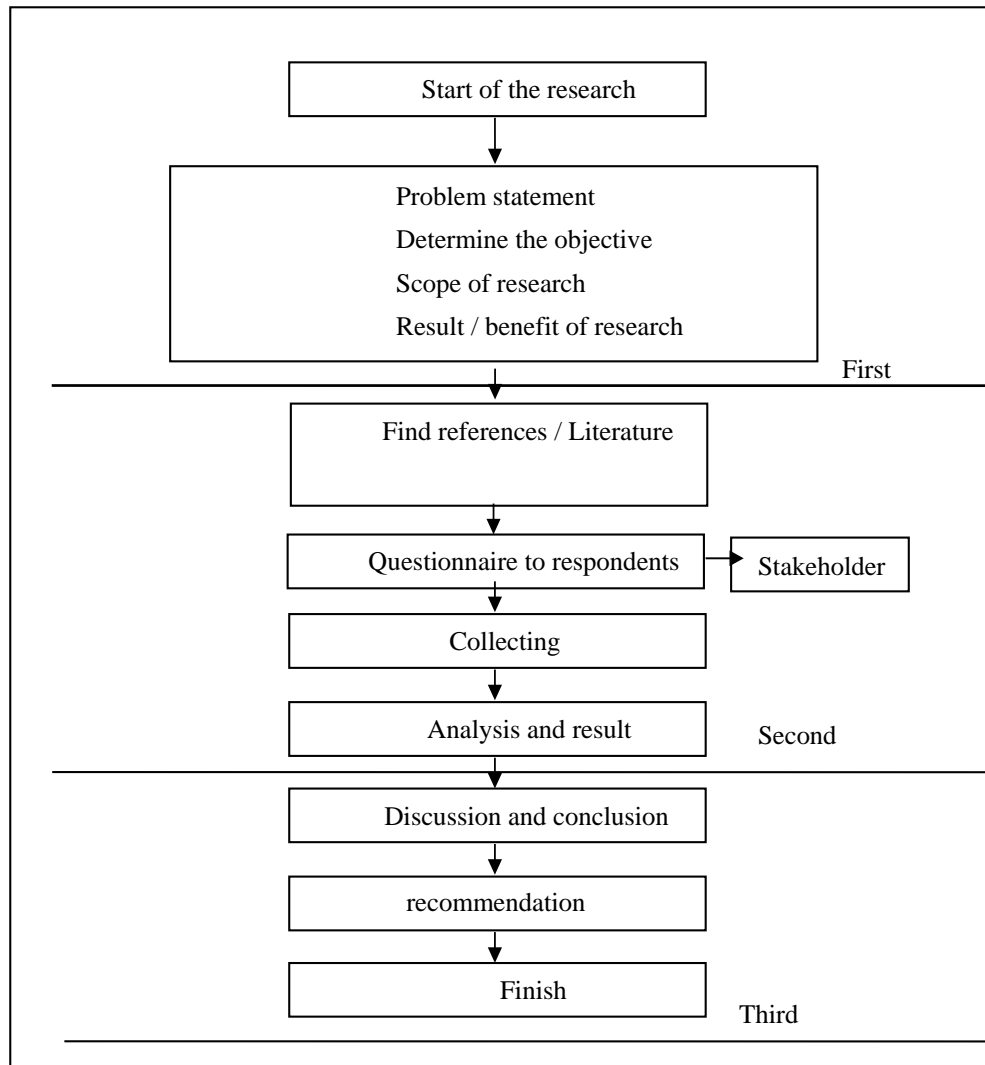 Start of the research
Problem statement
Determine the objective
Scope of research
Result / benefit of research
First
Find references / Literature
Questionnaire to respondents
Stakeholder
Collecting
Analysis and result
Second
Discussion and conclusion
recommendation
Finish
Third